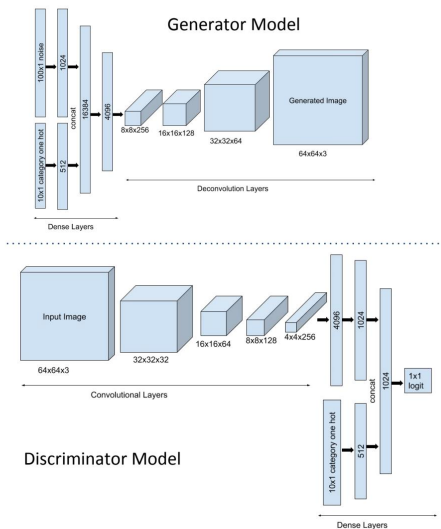 Generator Model
100x1 noise
1024
10x1 category one hot
512
concat
16384
4096
8x8x256
16x16x128
32x32x64
Generated Image
64x64x3
Dense Layers
Deconvolution Layers
Input Image
64x64x3
32x32x32
16x16x64
8x8x128
4x4x256
Convolutional Layers
4096
1024
10x1 category one hot
512
concat
1024
1x1
logit
Dense Layers
Discriminator Model